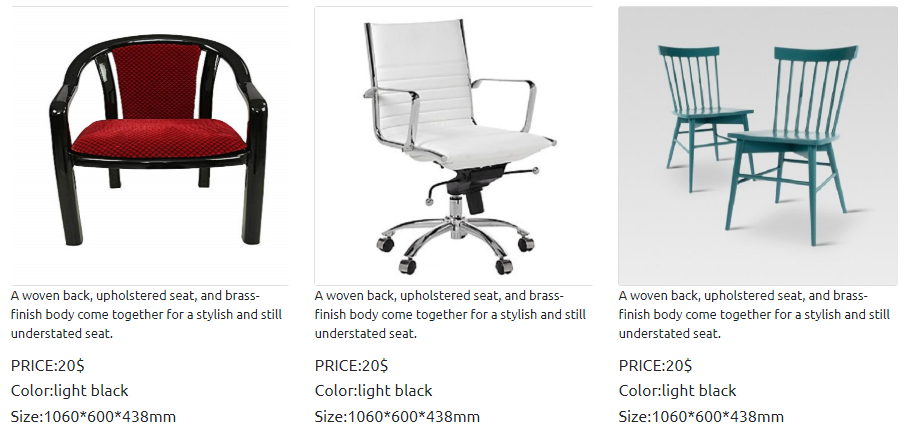 A woven back, upholstered seat, and brass-
finish body come together for a stylish and still
understated seat.
PRICE:20$
Color:light black
Size:1060*600*438mm
A woven back, upholstered seat, and brass-
finish body come together for a stylish and still
understated seat.
PRICE:20$
Color:light black
Size:1060*600*438mm
A woven back, upholstered seat, and brass-
finish body come together for a stylish and still
understated seat.
PRICE:20$
Color:light black
Size:1060*600*438mm